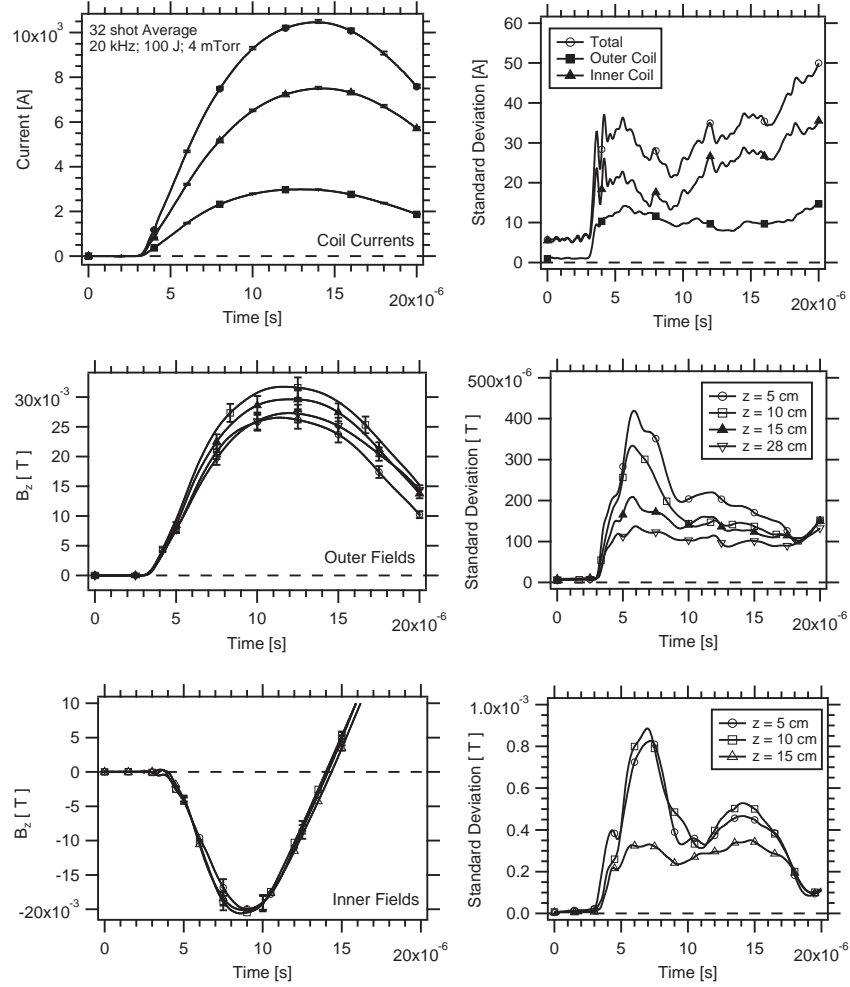 10x10³
8
6
4
2
0
Current [A]
32 shot Average
20 kHz; 100 J; 4 mTorr
Coil Currents
0
5
10
15
20x10⁻⁶
Time [s]
60
50
40
30
20
10
0
Standard Deviation [A]
Total
Outer Coil
Inner Coil
0
5
10
15
20x10⁻⁶
Time [s]
30x10⁻³
25
20
15
10
5
0
B_z [ T ]
Outer Fields
0
5
10
15
20x10⁻⁶
Time [s]
500x10⁻⁶
400
300
200
100
0
Standard Deviation [ T ]
z = 5 cm
z = 10 cm
z = 15 cm
z = 28 cm
0
5
10
15
20x10⁻⁶
Time [s]
10
5
0
-5
-10
-15
-20x10⁻³
B_z [ T ]
Inner Fields
0
5
10
15
20x10⁻⁶
Time [s]
1.0x10⁻³
0.8
0.6
0.4
0.2
0.0
Standard Deviation [ T ]
z = 5 cm
z = 10 cm
z = 15 cm
0
5
10
15
20x10⁻⁶
Time [s]